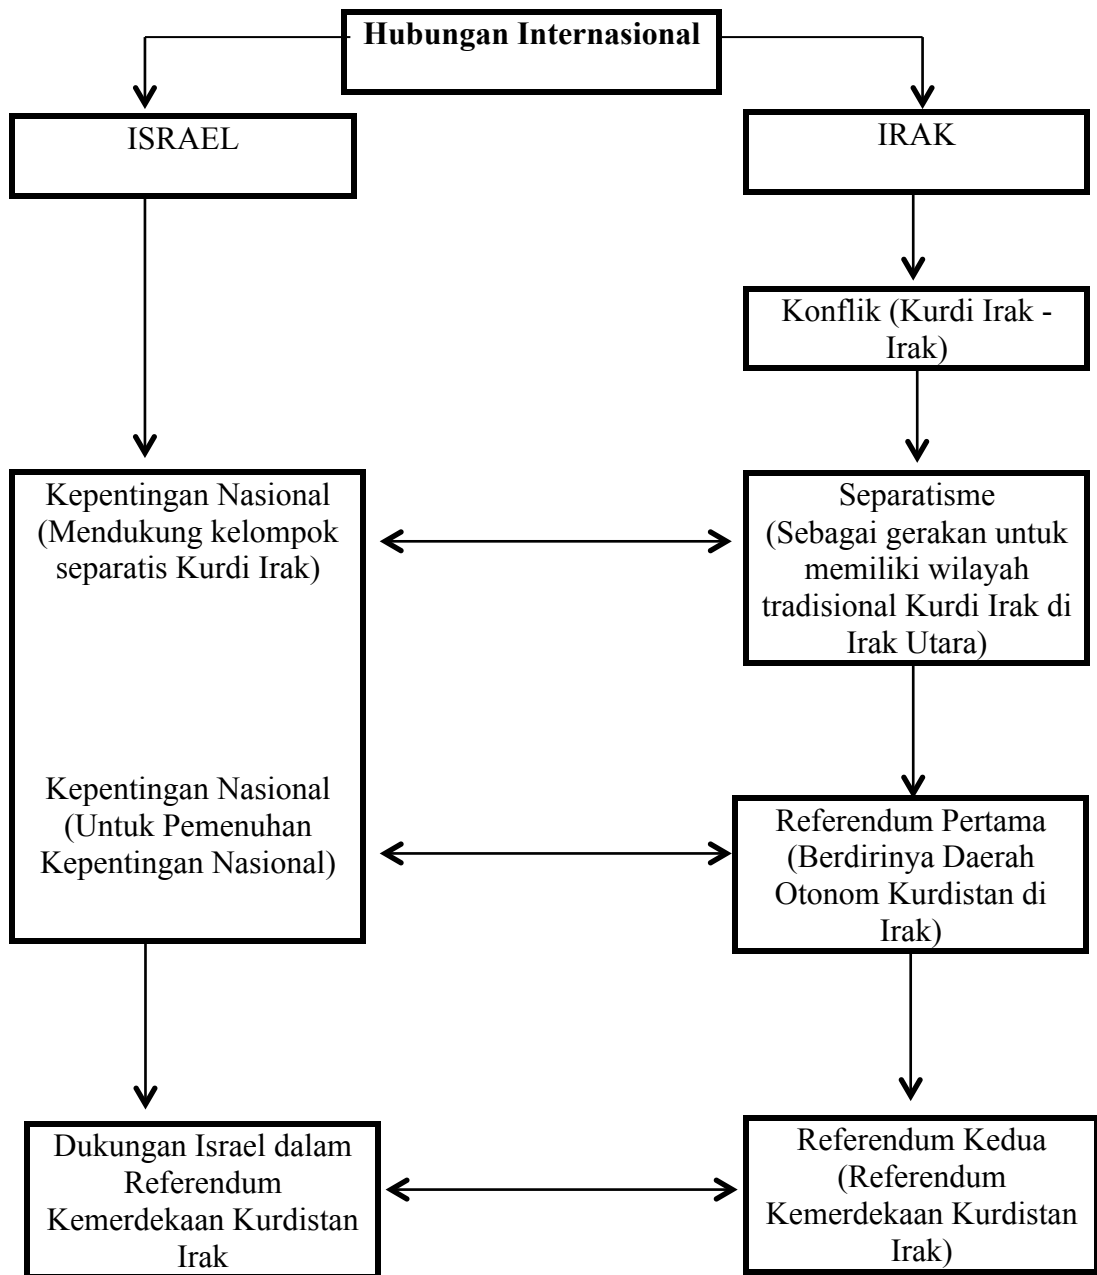 Hubungan Internasional
ISRAEL
IRAK
Konflik (Kurdi Irak -
Irak)
Kepentingan Nasional
(Mendukung kelompok
separatis Kurdi Irak)
Separatisme
(Sebagai gerakan untuk
memiliki wilayah
tradisional Kurdi Irak di
Irak Utara)
Kepentingan Nasional
(Untuk Pemenuhan
Kepentingan Nasional)
Referendum Pertama
(Berdirinya Daerah
Otonom Kurdistan di
Irak)
Dukungan Israel dalam
Referendum
Kemerdekaan Kurdistan
Irak
Referendum Kedua
(Referendum
Kemerdekaan Kurdistan
Irak)